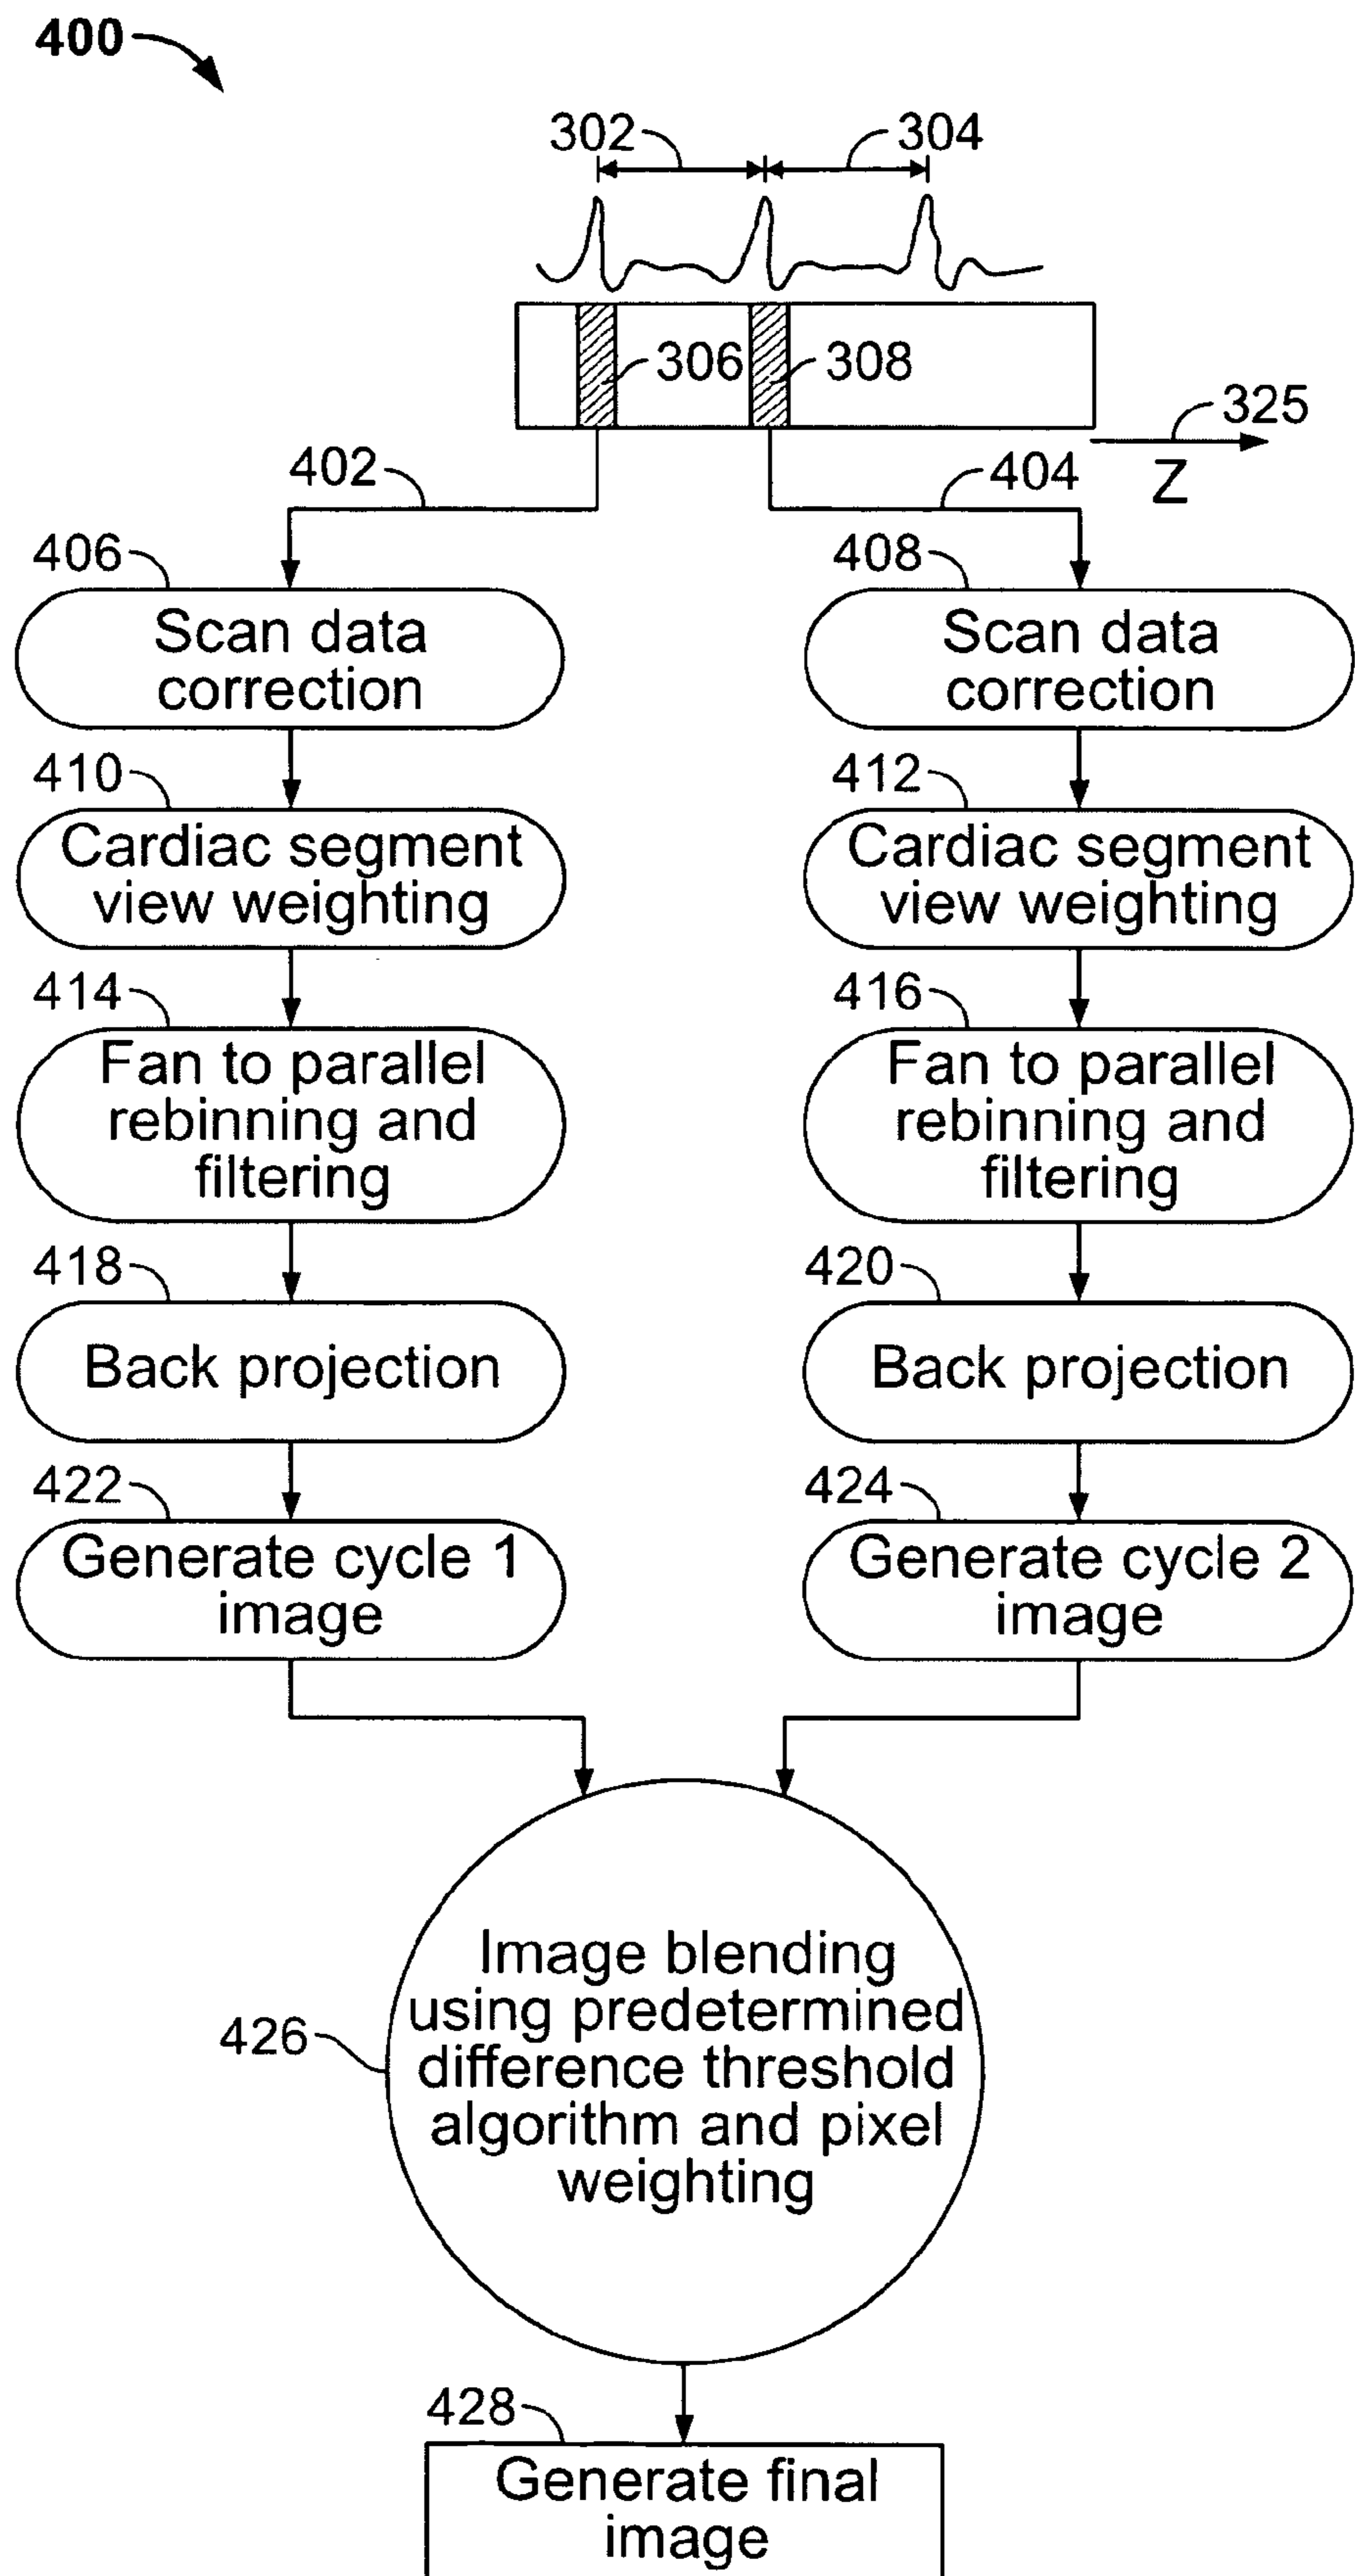 400
302
304
306
308
325
Z
402
404
406
Scan data
correction
408
Scan data
correction
410
Cardiac segment
view weighting
412
Cardiac segment
view weighting
414
Fan to parallel
rebinning and
filtering
416
Fan to parallel
rebinning and
filtering
418
Back projection
420
Back projection
422
Generate cycle 1
image
424
Generate cycle 2
image
426
Image blending
using predetermined
difference threshold
algorithm and pixel
weighting
428
Generate final
image